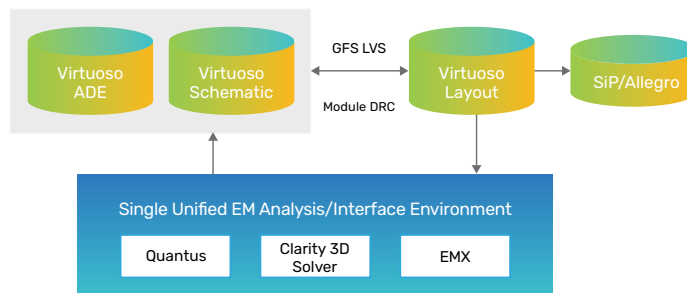 Virtuoso
ADE
Virtuoso
Schematic
GFS LVS
Module DRC
Virtuoso
Layout
SiP/Allegro
Single Unified EM Analysis/Interface Environment
Quantus
Clarity 3D
Solver
EMX